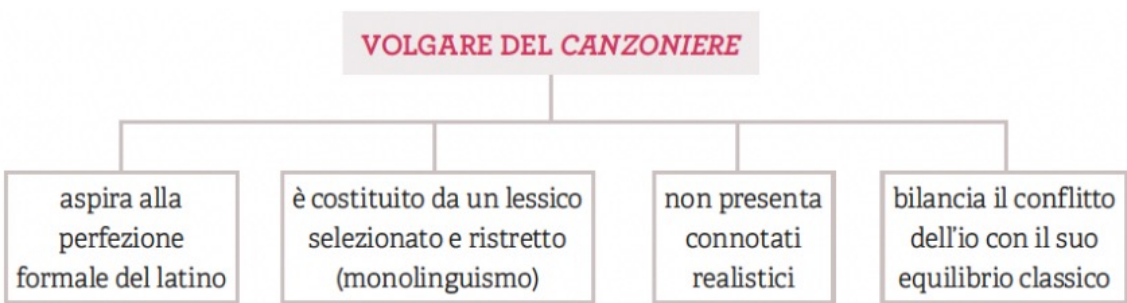 VOLGARE DEL CANZONIERE
aspira alla
perfezione
formale del latino
è costituito da un lessico
selezionato e ristretto
(monolinguismo)
non presenta
connotati
realistici
bilancia il conflitto
dell'io con il suo
equilibrio classico